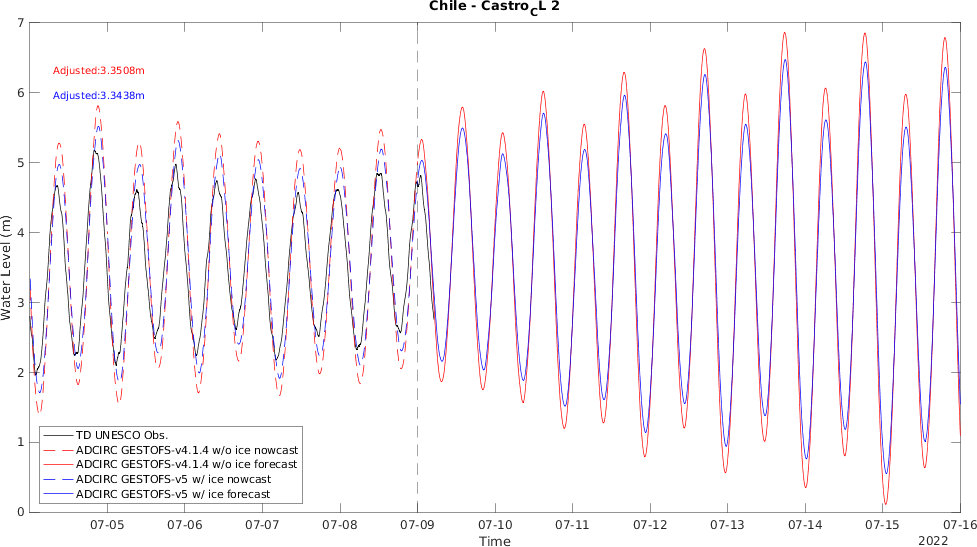 Chile - Castro_CL 2
7
Adjusted:3.3508m
6
Adjusted:3.3438m
5
4
Water Level (m)
3
2
1
TD UNESCO Obs.
ADCIRC GESTOFS-v4.1.4 w/o ice nowcast
ADCIRC GESTOFS-v4.1.4 w/o ice forecast
ADCIRC GESTOFS-v5 w/ ice nowcast
ADCIRC GESTOFS-v5 w/ ice forecast
0
07-05 07-06 07-07 07-08 07-09 07-10 07-11 07-12 07-13 07-14 07-15 07-16
Time
2022